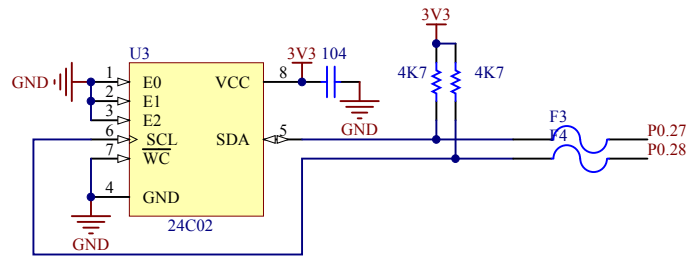 3V3
U3
3V3 104
GND
1 E0
VCC 8
4K7 4K7
2 E1
3 E2
GND
F3
6 SCL
SDA 5
F4
P0.27
7 WC
P0.28
4 GND
24C02
GND